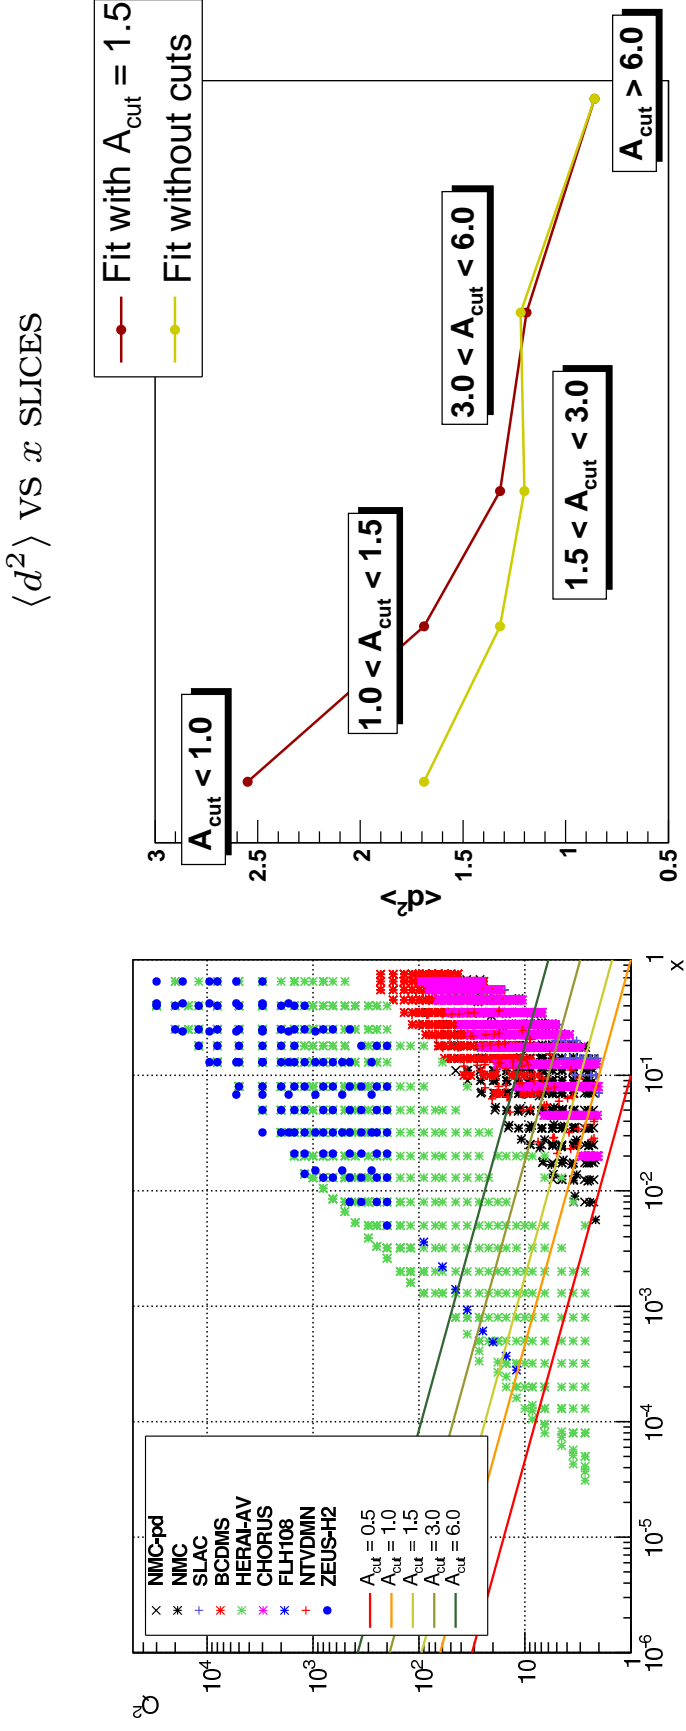 ⟨d²⟩ VS x SLICES
Q²
10⁴
10³
10²
10
1
10⁻⁶
10⁻⁵
10⁻⁴
10⁻³
10⁻²
10⁻¹
1
x
NMC-pd
NMC
SLAC
BCDMS
HERAI-AV
CHORUS
FLH108
NTVDMN
ZEUS-H2
A_cut = 0.5
A_cut = 1.0
A_cut = 1.5
A_cut = 3.0
A_cut = 6.0
<d²>
3
2.5
2
1.5
1
0.5
Fit with A_cut = 1.5
Fit without cuts
A_cut < 1.0
1.0 < A_cut < 1.5
1.5 < A_cut < 3.0
3.0 < A_cut < 6.0
A_cut > 6.0